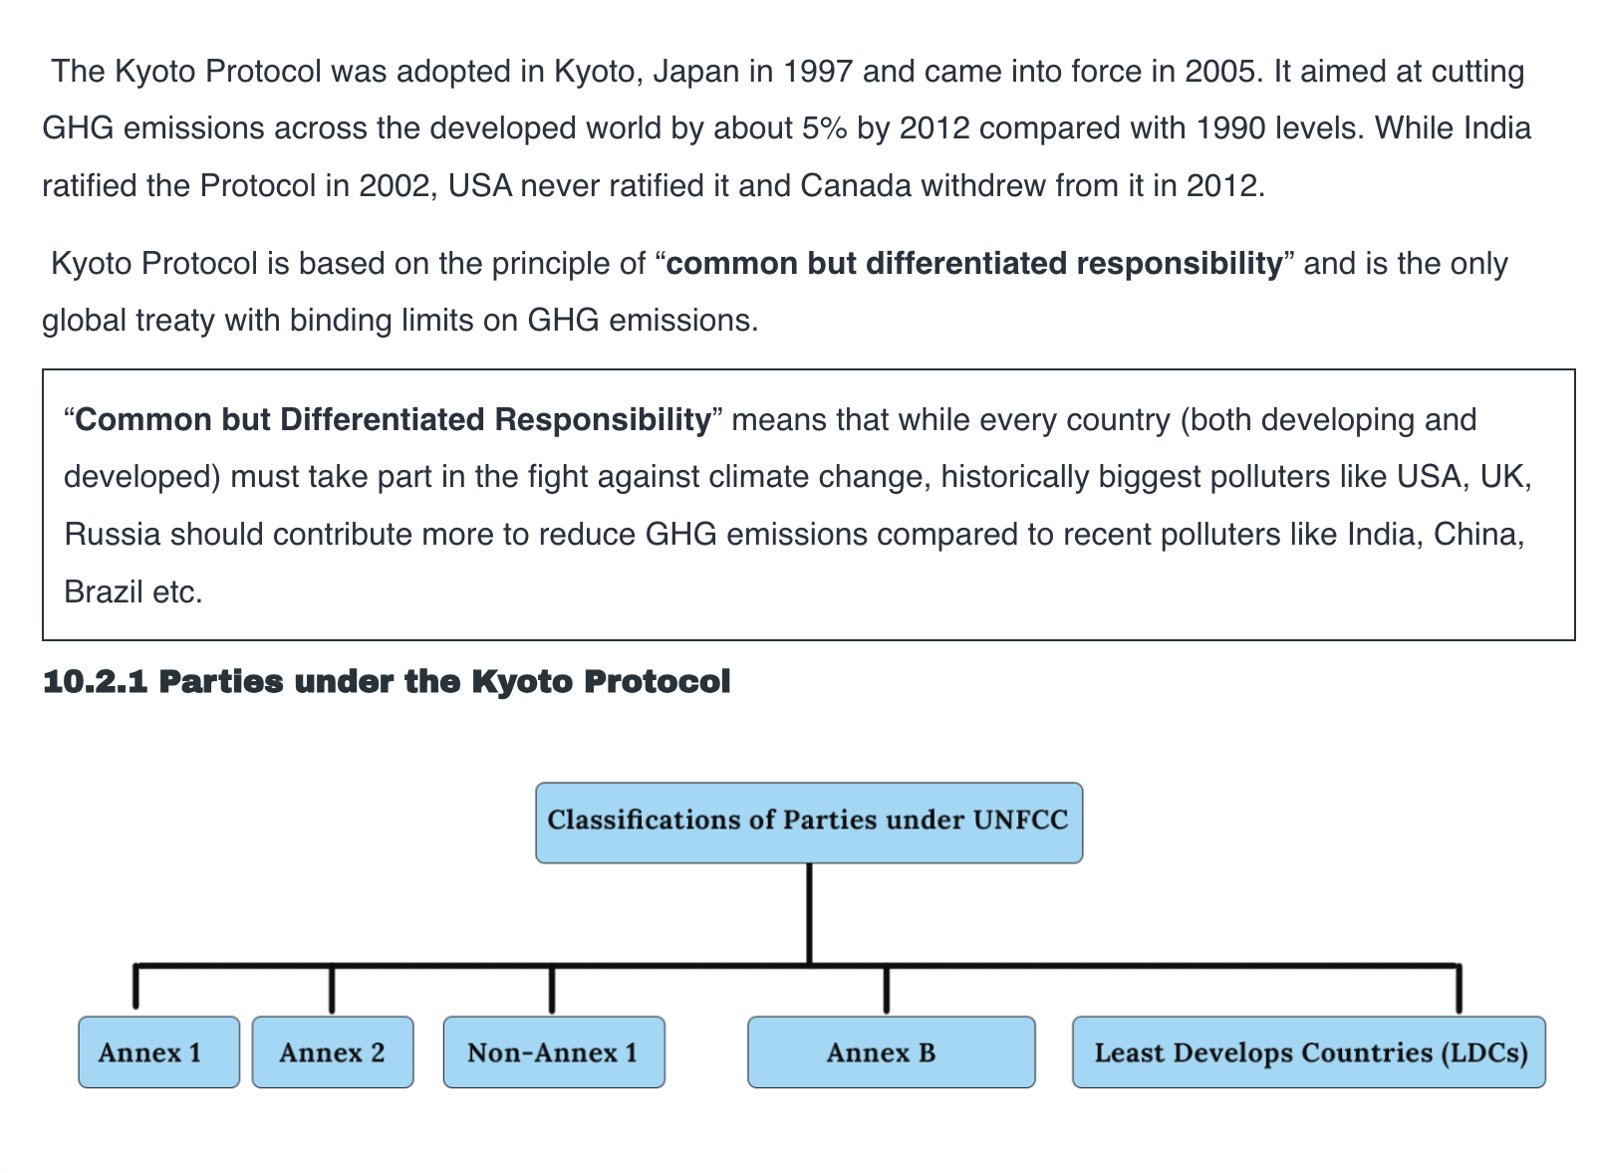 The Kyoto Protocol was adopted in Kyoto, Japan in 1997 and came into force in 2005. It aimed at cutting
GHG emissions across the developed world by about 5% by 2012 compared with 1990 levels. While India
ratified the Protocol in 2002, USA never ratified it and Canada withdrew from it in 2012.
Kyoto Protocol is based on the principle of “common but differentiated responsibility” and is the only
global treaty with binding limits on GHG emissions.
“Common but Differentiated Responsibility” means that while every country (both developing and
developed) must take part in the fight against climate change, historically biggest polluters like USA, UK,
Russia should contribute more to reduce GHG emissions compared to recent polluters like India, China,
Brazil etc.
10.2.1 Parties under the Kyoto Protocol
Classifications of Parties under UNFCC
Annex 1
Annex 2
Non-Annex 1
Annex B
Least Develops Countries (LDCs)